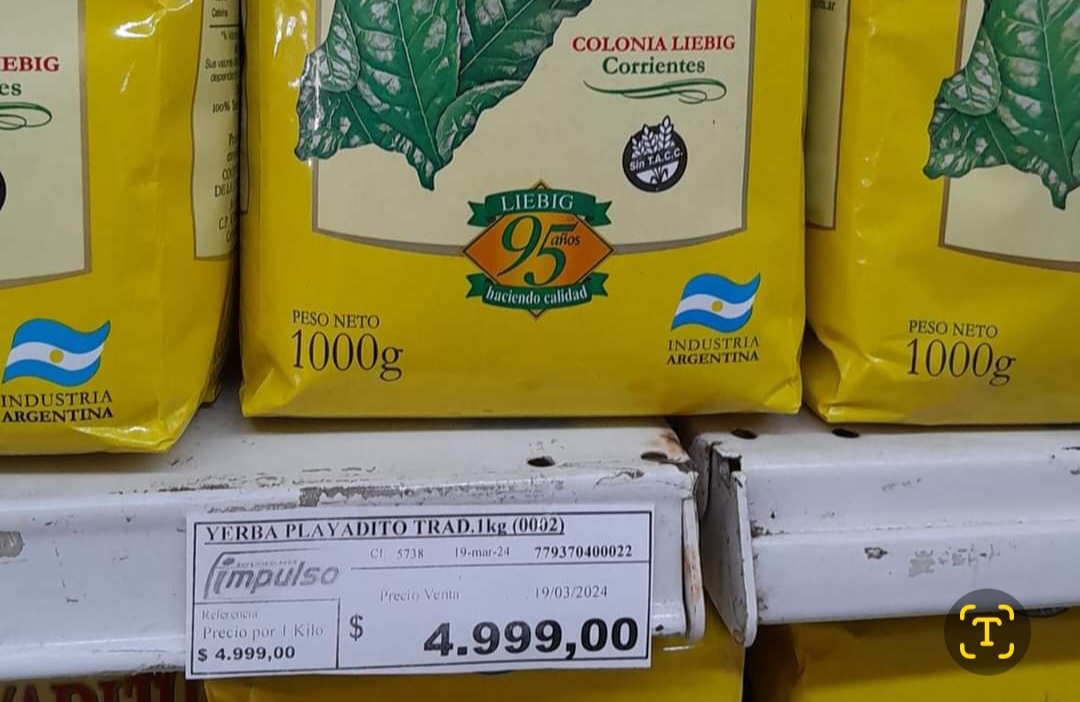 EBIG
es
INDUSTRIA
ARGENTINA
100%
COLONIA LIEBIG
Corrientes
Sin T.A.C.C.
LIEBIG
95 años
haciendo calidad
PESO NETO
1000g
INDUSTRIA
ARGENTINA
PESO NETO
1000g
YERBA PLAYADITO TRAD.1kg (0002)
CI 5738 19-mar-24 779370400022
impulso
Precio Venta 19/03/2024
Referencia
Precio por 1 Kilo
$ 4.999,00
$ 4.999,00
T